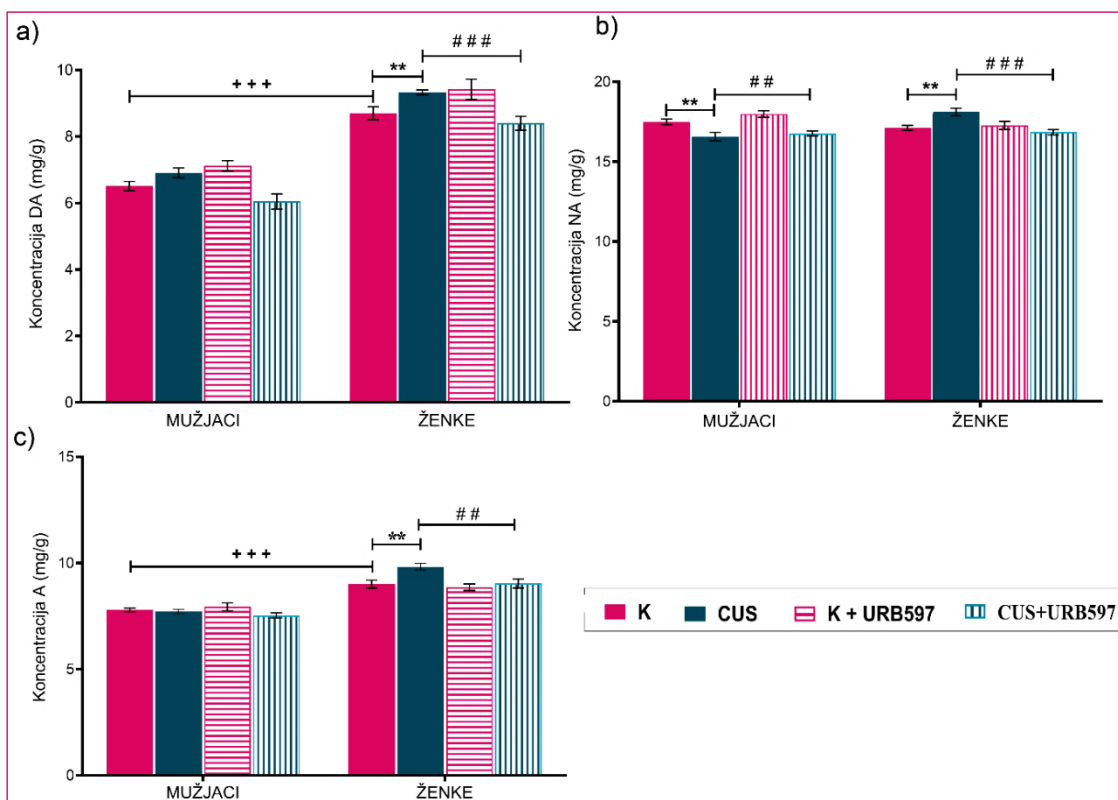 a)
Koncentracija DA (mg/g)
10
8
6
4
2
0
+ + +
**
# # #
MUŽJACI
ŽENKE
b)
Koncentracija NA (mg/g)
20
15
10
5
0
**
# #
**
# # #
MUŽJACI
ŽENKE
c)
Koncentracija A (mg/g)
15
10
5
0
+ + +
**
# #
MUŽJACI
ŽENKE
K CUS K + URB597 CUS+URB597